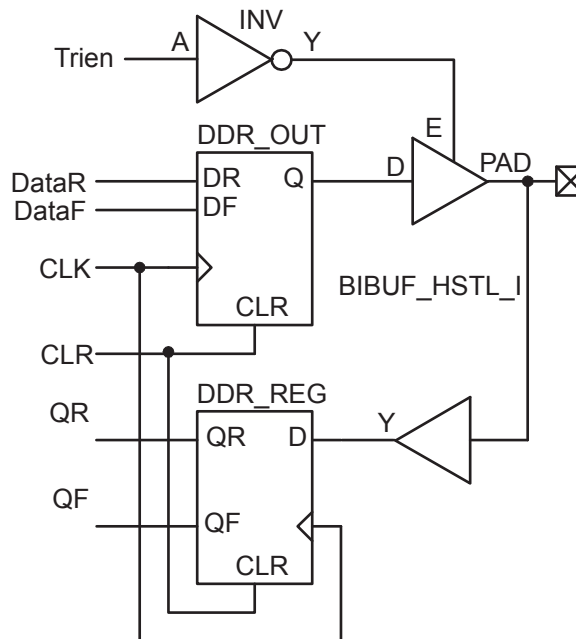 INV
Trien
A
Y
DDR_OUT
E
DataR
DR
Q
D
PAD
DataF
DF
CLK
BIBUF_HSTL_I
CLR
CLR
DDR_REG
QR
QR
D
Y
QF
QF
CLR